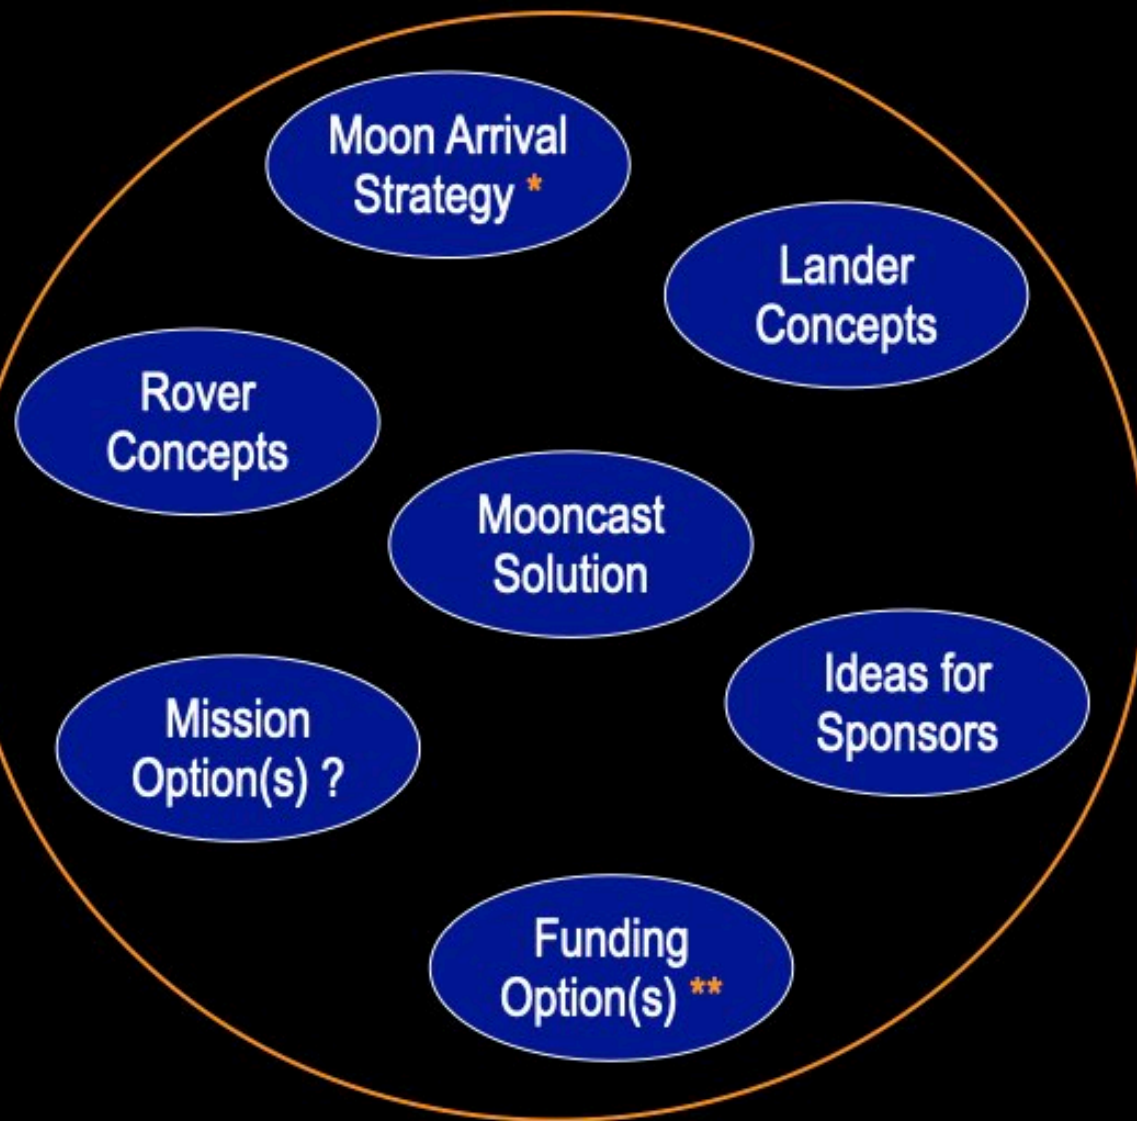 Moon Arrival
Strategy *
Lander
Concepts
Rover
Concepts
Mooncast
Solution
Ideas for
Sponsors
Mission
Option(s) ?
Funding
Option(s) **